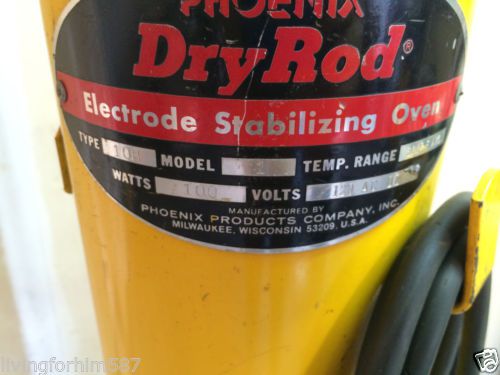 PHOENIX
DryRod®
Electrode Stabilizing Oven
TYPE MODEL TEMP. RANGE
WATTS 100 VOLTS
MANUFACTURED BY
PHOENIX PRODUCTS COMPANY, INC.
MILWAUKEE, WISCONSIN 53209, U.S.A.
livingforhim587